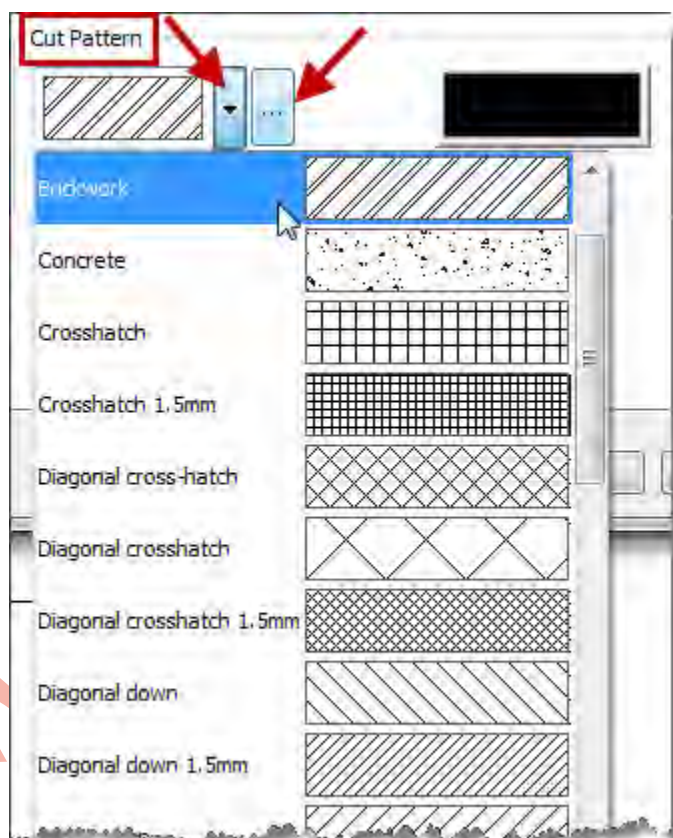 Cut Pattern
...
Brickwork
Concrete
Crosshatch
Crosshatch 1.5mm
Diagonal cross-hatch
Diagonal crosshatch
Diagonal crosshatch 1.5mm
Diagonal down
Diagonal down 1.5mm